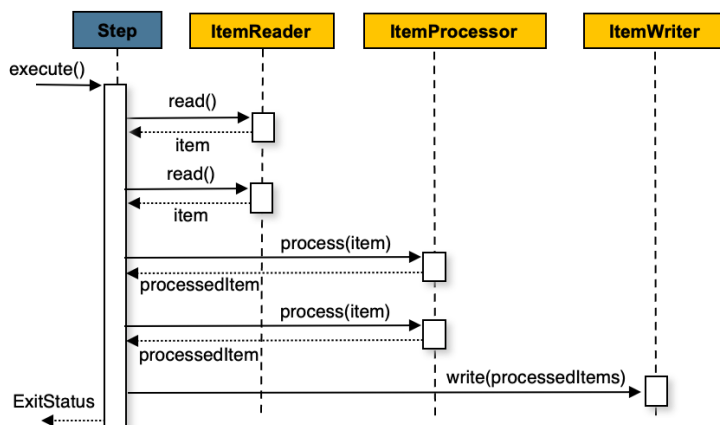 Step
ItemReader
ItemProcessor
ItemWriter
execute()
read()
item
read()
item
process(item)
processedItem
process(item)
processedItem
write(processedItems)
ExitStatus